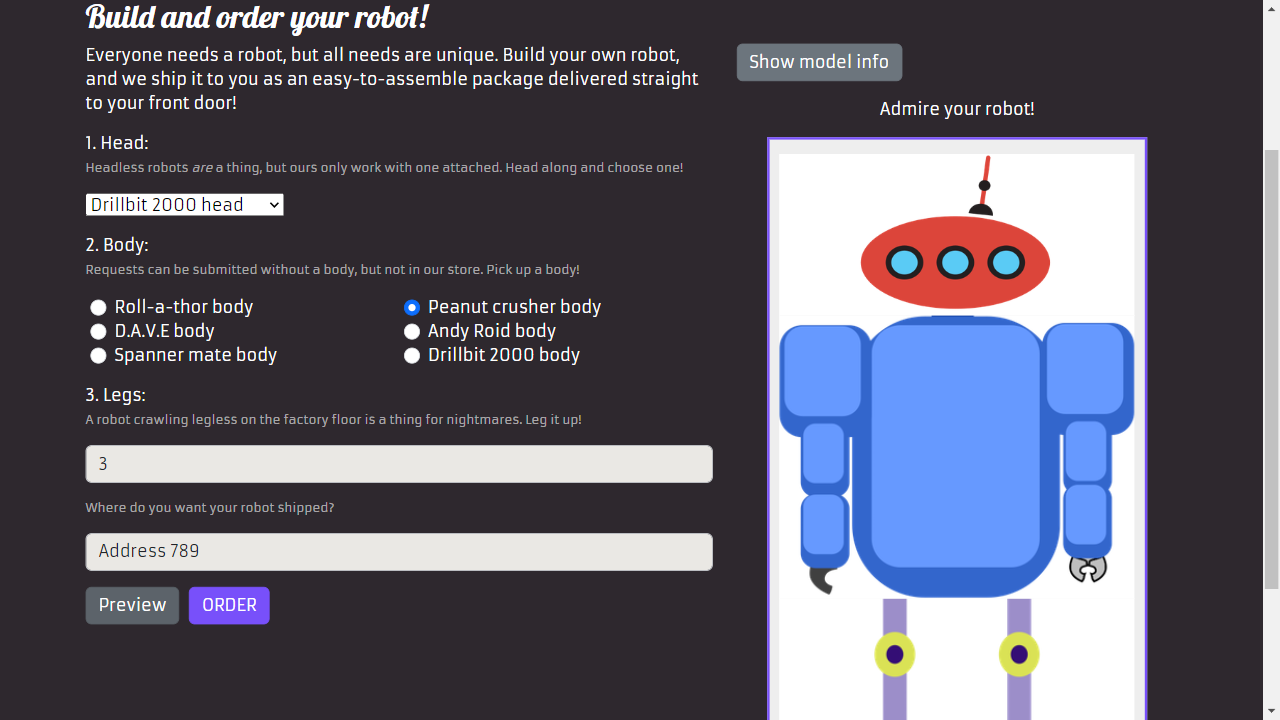 Build and order your robot!
Everyone needs a robot, but all needs are unique. Build your own robot,
and we ship it to you as an easy-to-assemble package delivered straight
to your front door!
1. Head:
Headless robots are a thing, but ours only work with one attached. Head along and choose one!
Drillbit 2000 head
2. Body:
Requests can be submitted without a body, but not in our store. Pick up a body!
Roll-a-thor body
Peanut crusher body
D.A.V.E body
Andy Roid body
Spanner mate body
Drillbit 2000 body
3. Legs:
A robot crawling legless on the factory floor is a thing for nightmares. Leg it up!
3
Where do you want your robot shipped?
Address 789
Preview
ORDER
Show model info
Admire your robot!